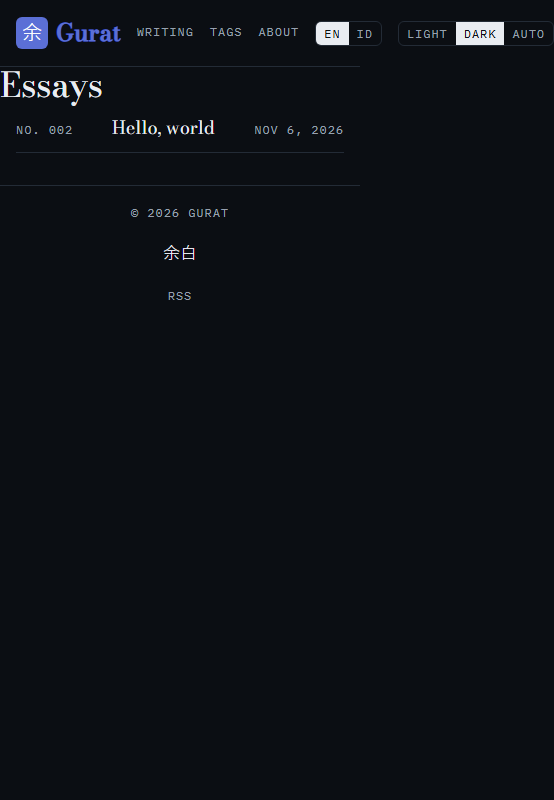 余 Gurat WRITING TAGS ABOUT EN ID LIGHT DARK AUTO
Essays
NO. 002 Hello, world NOV 6, 2026
© 2026 GURAT
余白
RSS